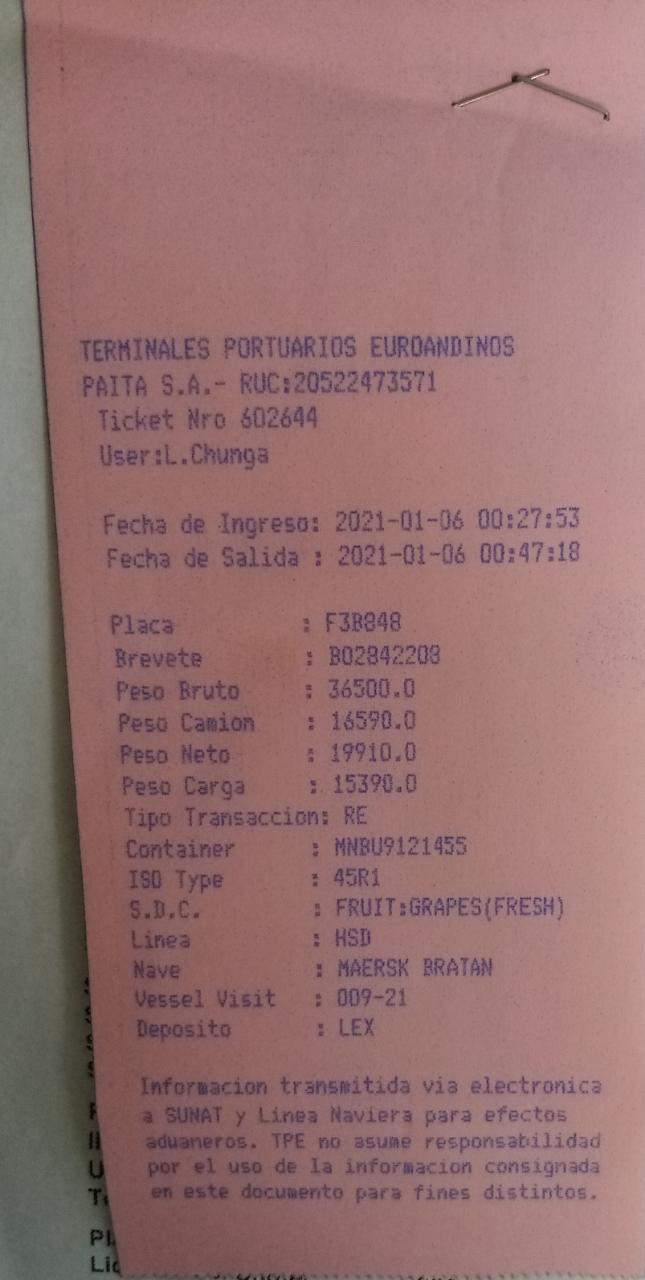 TERMINALES PORTUARIOS EUROANDINOS
PAITA S.A.- RUC:20522473571
Ticket Nro 602644
User:L.Chunga
Fecha de Ingreso: 2021-01-06 00:27:53
Fecha de Salida : 2021-01-06 00:47:18
Placa : F3B848
Brevete : B02842208
Peso Bruto : 36500.0
Peso Camion : 16590.0
Peso Neto : 19910.0
Peso Carga : 15390.0
Tipo Transaccion: RE
Container : MNBU9121455
ISO Type : 45R1
S.D.C. : FRUIT:GRAPES(FRESH)
Linea : HSD
Nave : MAERSK BRATAN
Vessel Visit : 009-21
Deposito : LEX
Informacion transmitida via electronica
a SUNAT y Linea Naviera para efectos
aduaneros. TPE no asume responsabilidad
por el uso de la informacion consignada
en este documento para fines distintos.